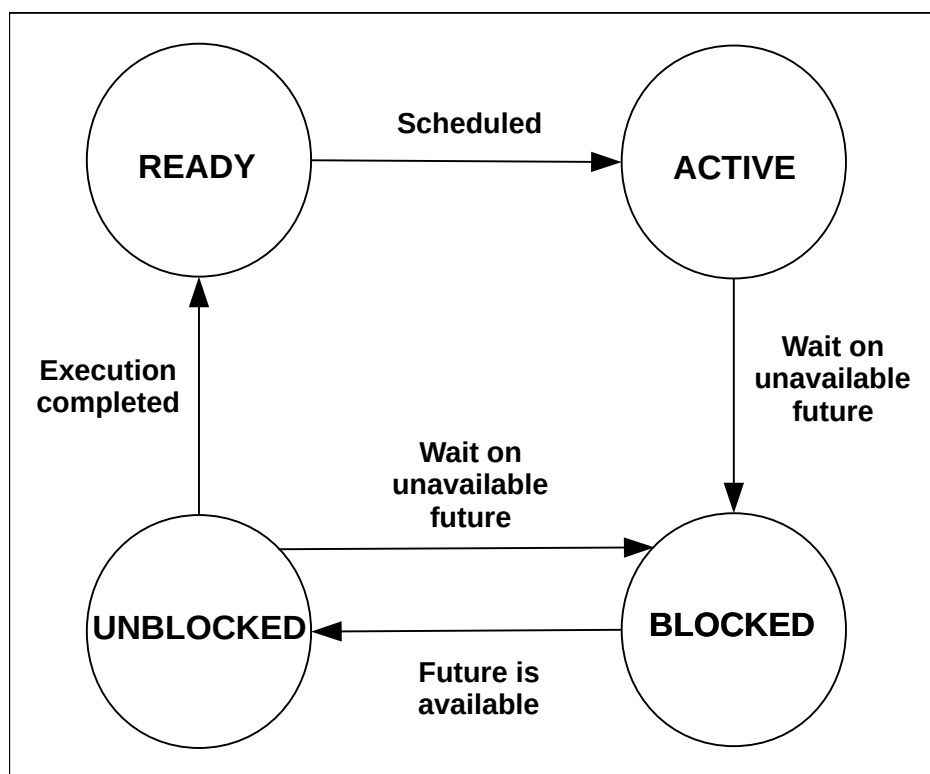 Scheduled
READY
ACTIVE
Execution
completed
Wait on
unavailable
future
Wait on
unavailable
future
UNBLOCKED
BLOCKED
Future is
available